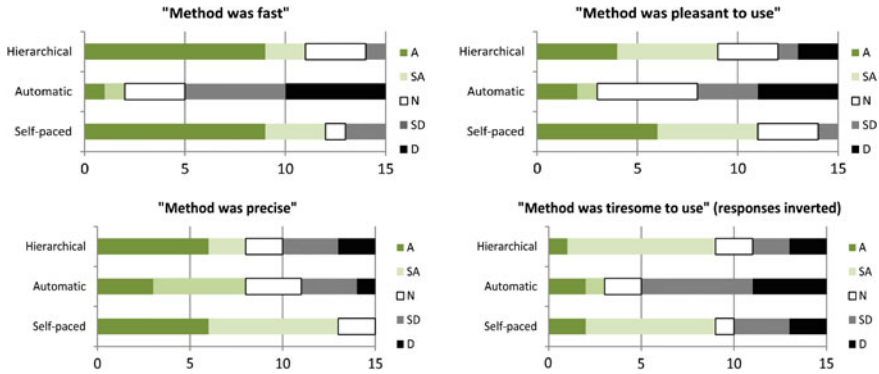 "Method was fast"
Hierarchical
Automatic
Self-paced
0 5 10 15
A
SA
N
SD
D
"Method was pleasant to use"
Hierarchical
Automatic
Self-paced
0 5 10 15
A
SA
N
SD
D
"Method was precise"
Hierarchical
Automatic
Self-paced
0 5 10 15
A
SA
N
SD
D
"Method was tiresome to use" (responses inverted)
Hierarchical
Automatic
Self-paced
0 5 10 15
A
SA
N
SD
D